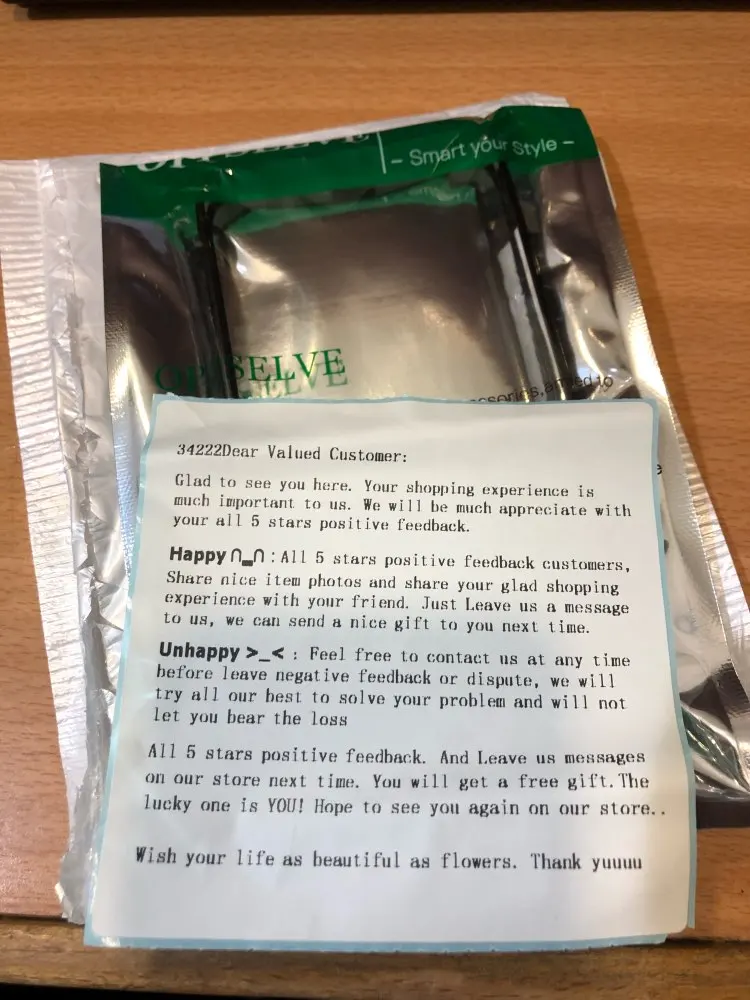 – Smart your Style –
OPPSELVE
34222Dear Valued Customer:
Glad to see you here. Your shopping experience is
much important to us. We will be much appreciate with
your all 5 stars positive feedback.
Happy ∩▂∩ : All 5 stars positive feedback customers,
Share nice item photos and share your glad shopping
experience with your friend. Just Leave us a message
to us, we can send a nice gift to you next time.
Unhappy >_< : Feel free to contact us at any time
before leave negative feedback or dispute, we will
try all our best to solve your problem and will not
let you bear the loss
All 5 stars positive feedback. And Leave us messages
on our store next time. You will get a free gift. The
lucky one is YOU! Hope to see you again on our store..
Wish your life as beautiful as flowers. Thank yuuuu